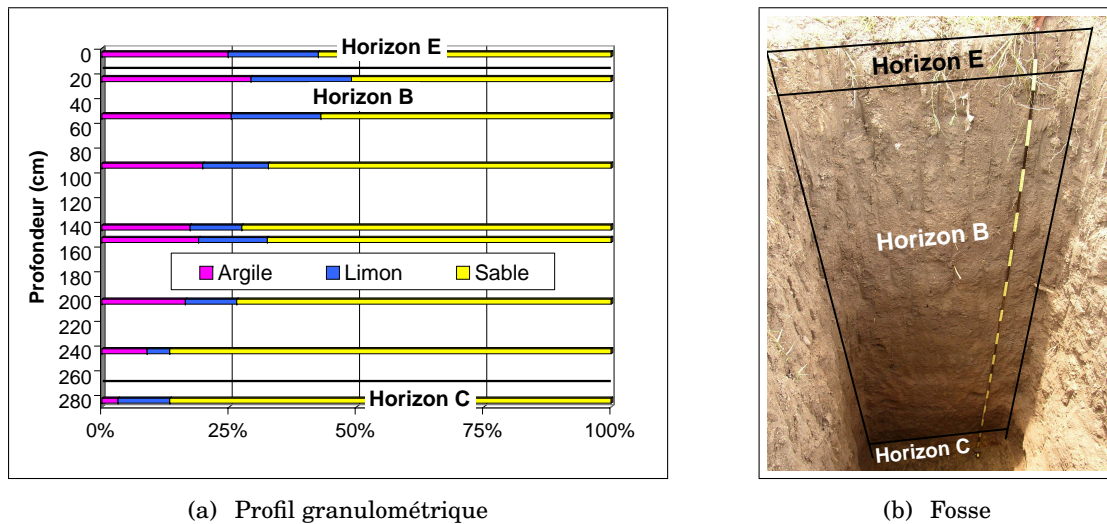 Horizon E
Horizon B
Profondeur (cm)
0
20
40
60
80
100
120
140
160
180
200
220
240
260
280
Argile Limon Sable
Horizon C
0% 25% 50% 75% 100%
(a) Profil granulométrique
Horizon E
Horizon B
Horizon C
(b) Fosse